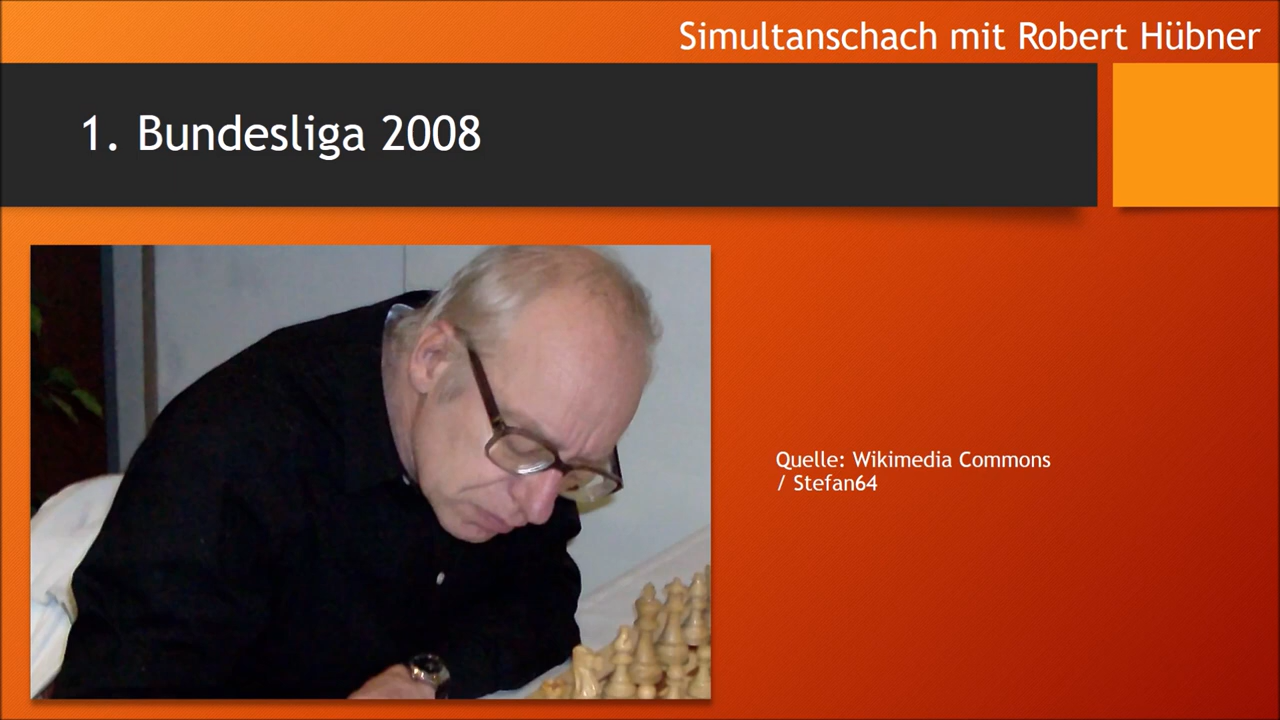 Simultanschach mit Robert Hübner
1. Bundesliga 2008
Quelle: Wikimedia Commons
/ Stefan64